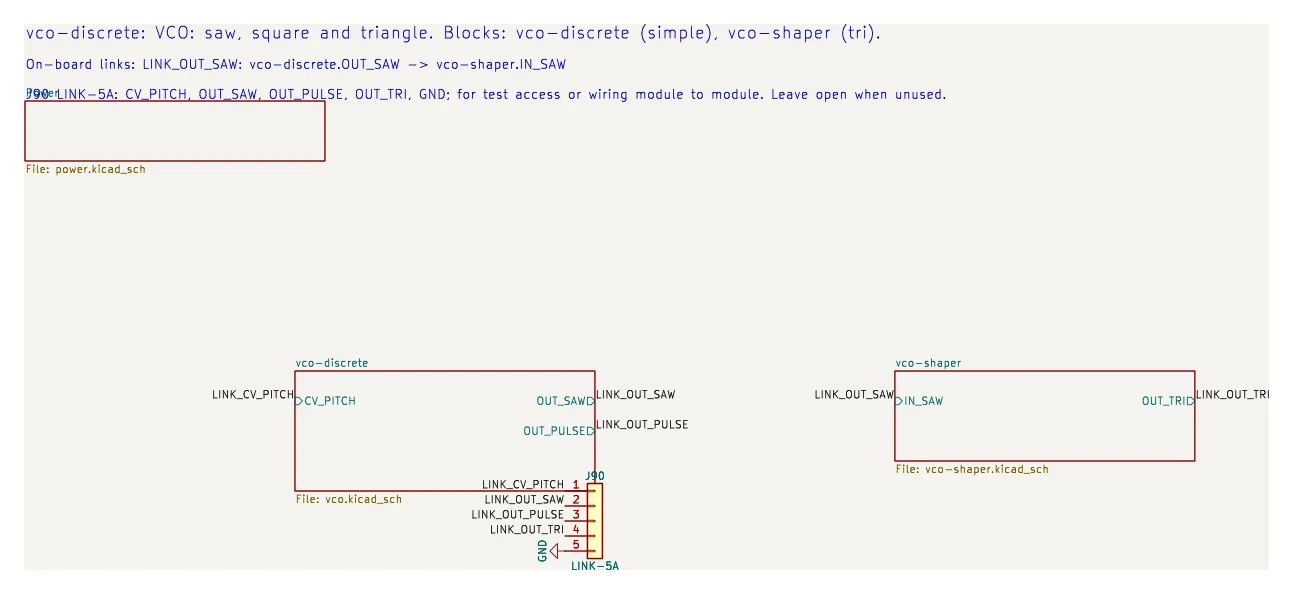 vco-discrete: VCO: saw, square and triangle. Blocks: vco-discrete (simple), vco-shaper (tri).
On-board links: LINK_OUT_SAW: vco-discrete.OUT_SAW -> vco-shaper.IN_SAW
Power
J90 LINK-5A: CV_PITCH, OUT_SAW, OUT_PULSE, OUT_TRI, GND; for test access or wiring module to module. Leave open when unused.
File: power.kicad_sch
vco-discrete
LINK_CV_PITCH
CV_PITCH
OUT_SAW
LINK_OUT_SAW
OUT_PULSE
LINK_OUT_PULSE
File: vco.kicad_sch
vco-shaper
LINK_OUT_SAW
IN_SAW
OUT_TRI
LINK_OUT_TRI
File: vco-shaper.kicad_sch
J90
LINK_CV_PITCH 1
LINK_OUT_SAW 2
LINK_OUT_PULSE 3
LINK_OUT_TRI 4
GND 5
LINK-5A